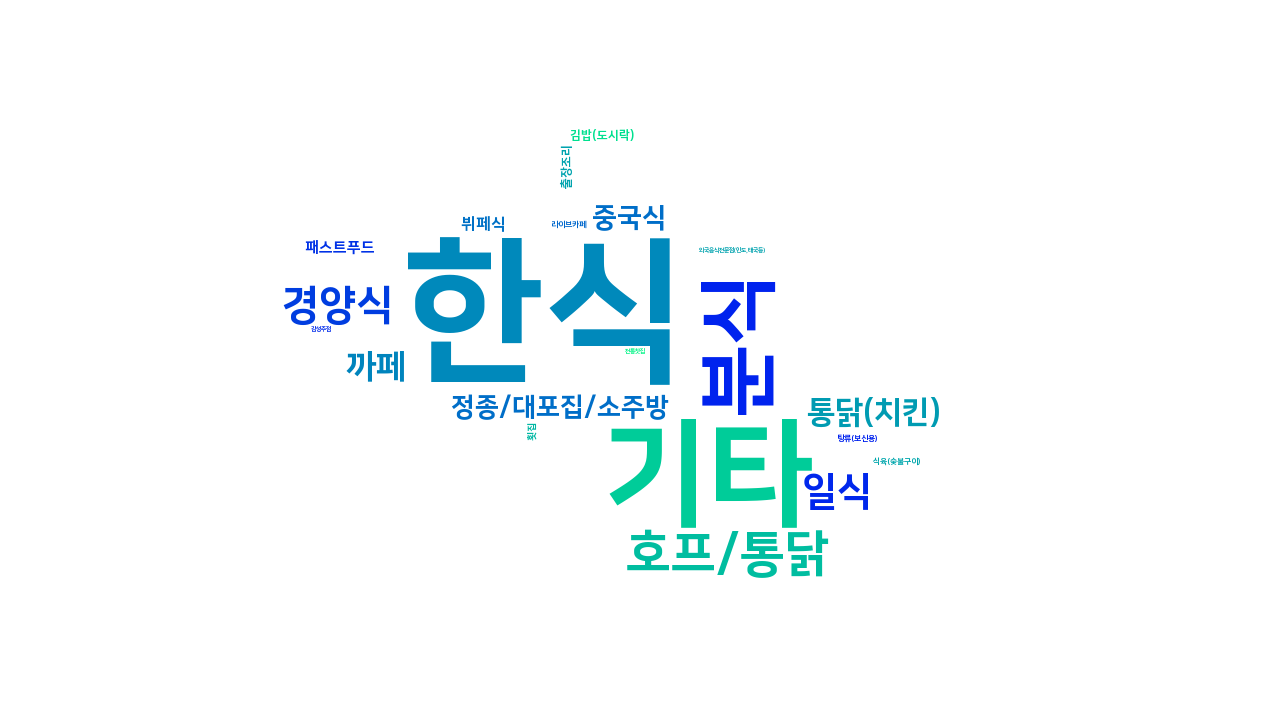 김밥(도시락)
출장조리
중국식
뷔페식
라이브카페
패스트푸드
한식
외국음식전문점(인도,태국등)
분식
경양식
감성주점
까페
전통찻집
정종/대포집/소주방
통닭(치킨)
횟집
기타
탕류(보신용)
식육(숯불구이)
일식
호프/통닭